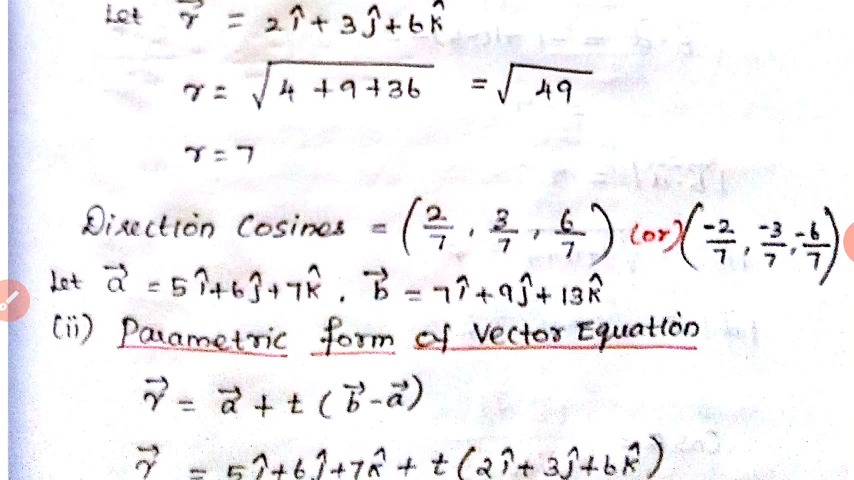 Let r⃗ = 2î + 3ĵ + 6k̂
r = √(4 + 9 + 36) = √49
r = 7
Direction Cosines = (2/7, 3/7, 6/7) (or) (-2/7, -3/7, -6/7)
Let a⃗ = 5î + 6ĵ + 7k̂, b⃗ = 7î + 9ĵ + 13k̂
(ii) Parametric form of Vector Equation
r⃗ = a⃗ + t (b⃗ - a⃗)
r⃗ = 5î + 6ĵ + 7k̂ + t (2î + 3ĵ + 6k̂)